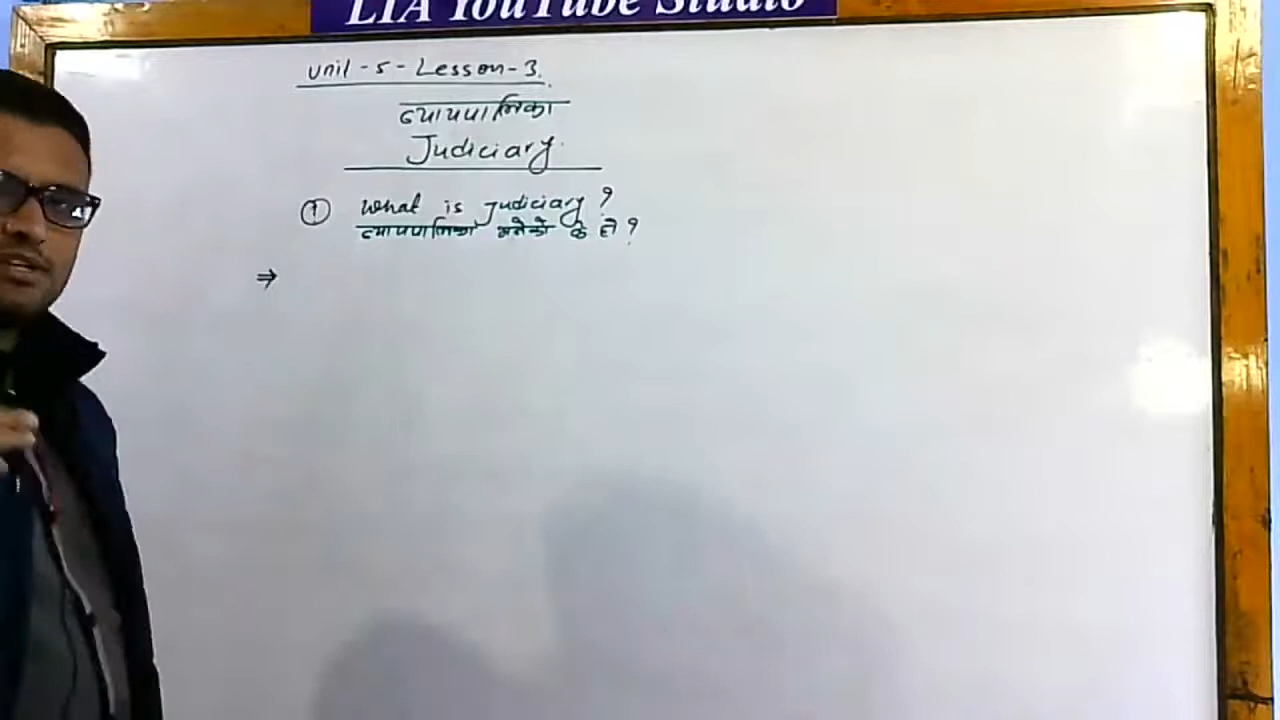 LIA YouTube Studio
Unit - 5 - Lesson - 3.
न्यायपालिका
Judiciary.
① What is Judiciary ?
न्यायपालिका भनेको के हो ?
⇒